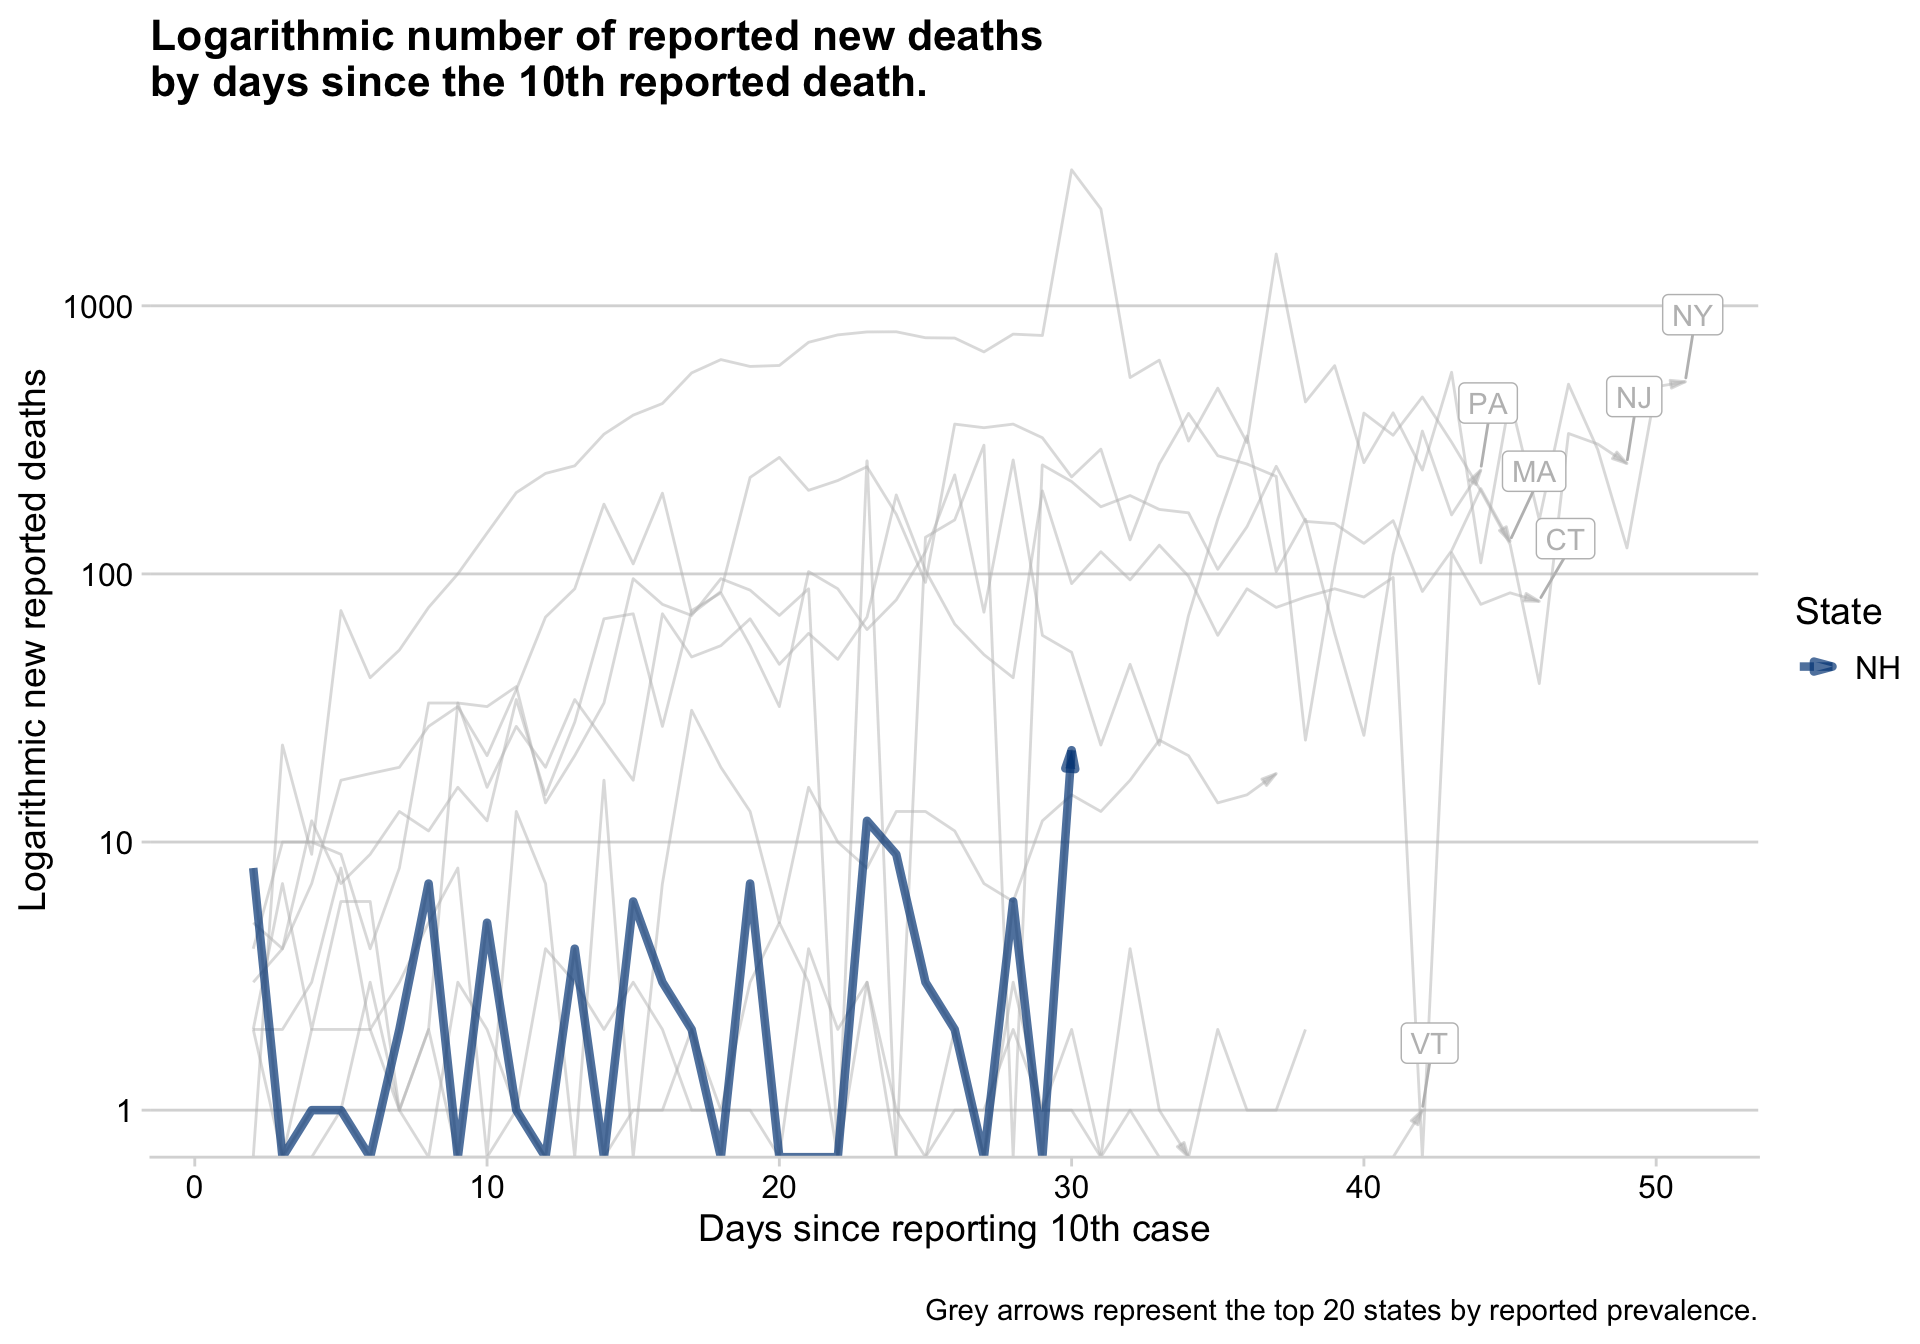 Logarithmic number of reported new deaths
by days since the 10th reported death.
Logarithmic new reported deaths
1000
100
10
1
NY
NJ
PA
MA
CT
VT
State
NH
0 10 20 30 40 50
Days since reporting 10th case
Grey arrows represent the top 20 states by reported prevalence.